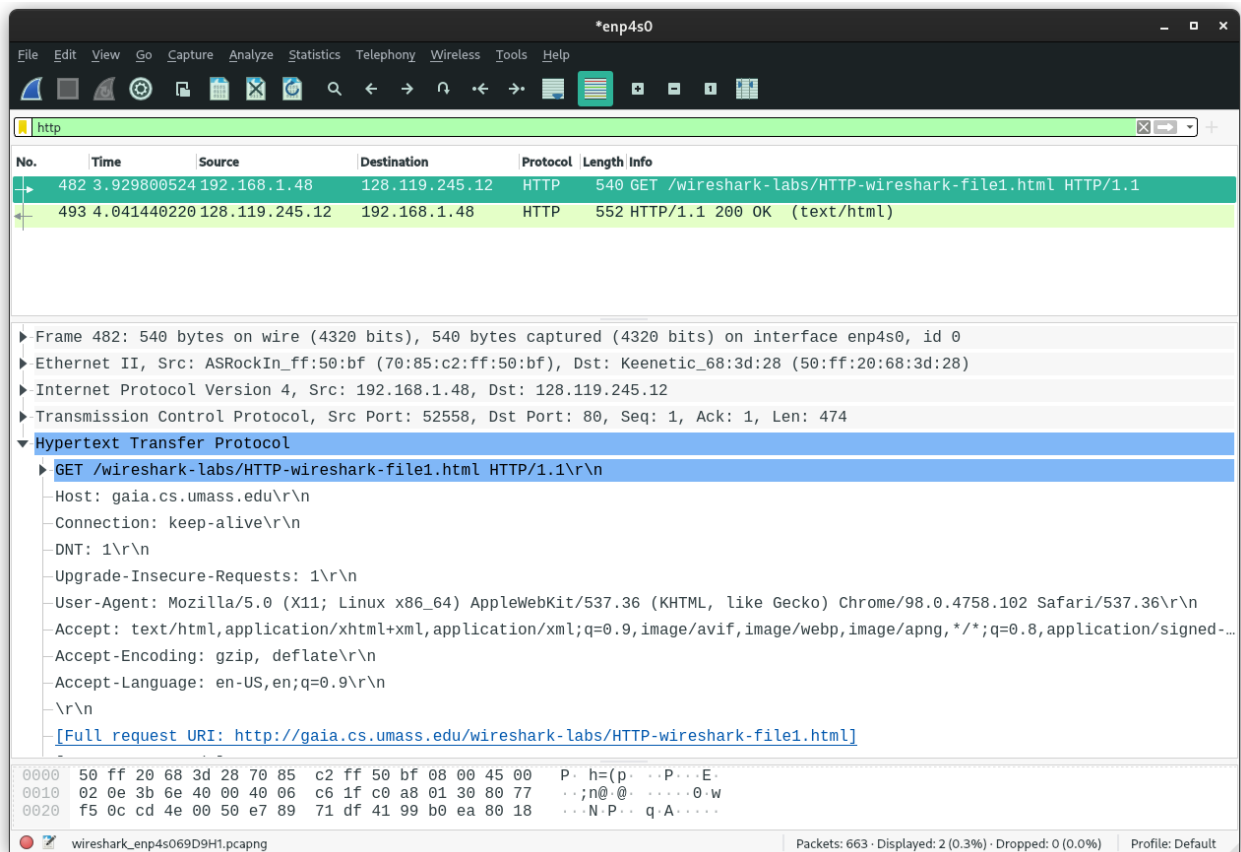 *enp4s0
File Edit View Go Capture Analyze Statistics Telephony Wireless Tools Help
http
No. Time Source Destination Protocol Length Info
482 3.929800524 192.168.1.48 128.119.245.12 HTTP 540 GET /wireshark-labs/HTTP-wireshark-file1.html HTTP/1.1
493 4.041440220 128.119.245.12 192.168.1.48 HTTP 552 HTTP/1.1 200 OK (text/html)
Frame 482: 540 bytes on wire (4320 bits), 540 bytes captured (4320 bits) on interface enp4s0, id 0
Ethernet II, Src: ASRockIn_ff:50:bf (70:85:c2:ff:50:bf), Dst: Keenetic_68:3d:28 (50:ff:20:68:3d:28)
Internet Protocol Version 4, Src: 192.168.1.48, Dst: 128.119.245.12
Transmission Control Protocol, Src Port: 52558, Dst Port: 80, Seq: 1, Ack: 1, Len: 474
Hypertext Transfer Protocol
GET /wireshark-labs/HTTP-wireshark-file1.html HTTP/1.1\r\n
Host: gaia.cs.umass.edu\r\n
Connection: keep-alive\r\n
DNT: 1\r\n
Upgrade-Insecure-Requests: 1\r\n
User-Agent: Mozilla/5.0 (X11; Linux x86_64) AppleWebKit/537.36 (KHTML, like Gecko) Chrome/98.0.4758.102 Safari/537.36\r\n
Accept: text/html,application/xhtml+xml,application/xml;q=0.9,image/avif,image/webp,image/apng,*/*;q=0.8,application/signed-…
Accept-Encoding: gzip, deflate\r\n
Accept-Language: en-US,en;q=0.9\r\n
\r\n
[Full request URI: http://gaia.cs.umass.edu/wireshark-labs/HTTP-wireshark-file1.html]
0000 50 ff 20 68 3d 28 70 85 c2 ff 50 bf 08 00 45 00 P· h=(p· ··P···E·
0010 02 0e 3b 6e 40 00 40 06 c6 1f c0 a8 01 30 80 77 ··;n@·@· ·····0·w
0020 f5 0c cd 4e 00 50 e7 89 71 df 41 99 b0 ea 80 18 ···N·P·· q·A·····
wireshark_enp4s069D9H1.pcapng Packets: 663 · Displayed: 2 (0.3%) · Dropped: 0 (0.0%) Profile: Default